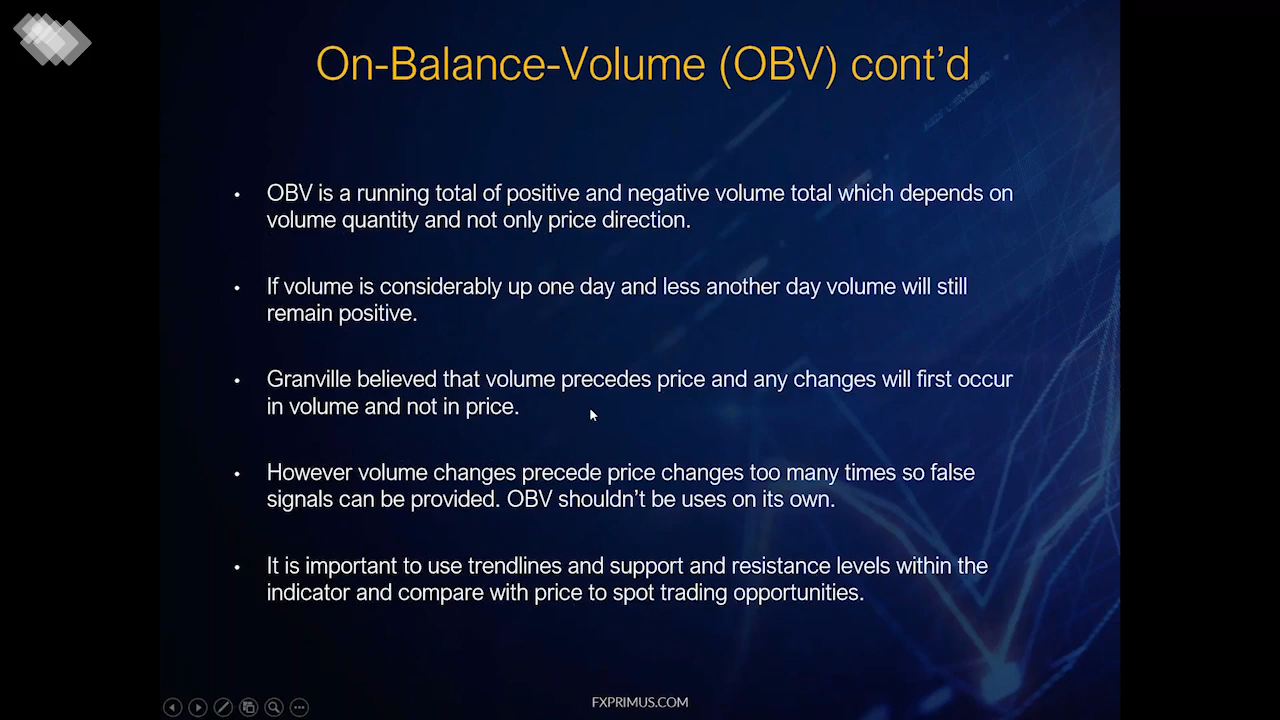 On-Balance-Volume (OBV) cont’d
• OBV is a running total of positive and negative volume total which depends on
volume quantity and not only price direction.
• If volume is considerably up one day and less another day volume will still
remain positive.
• Granville believed that volume precedes price and any changes will first occur
in volume and not in price.
• However volume changes precede price changes too many times so false
signals can be provided. OBV shouldn’t be uses on its own.
• It is important to use trendlines and support and resistance levels within the
indicator and compare with price to spot trading opportunities.
FXPRIMUS.COM